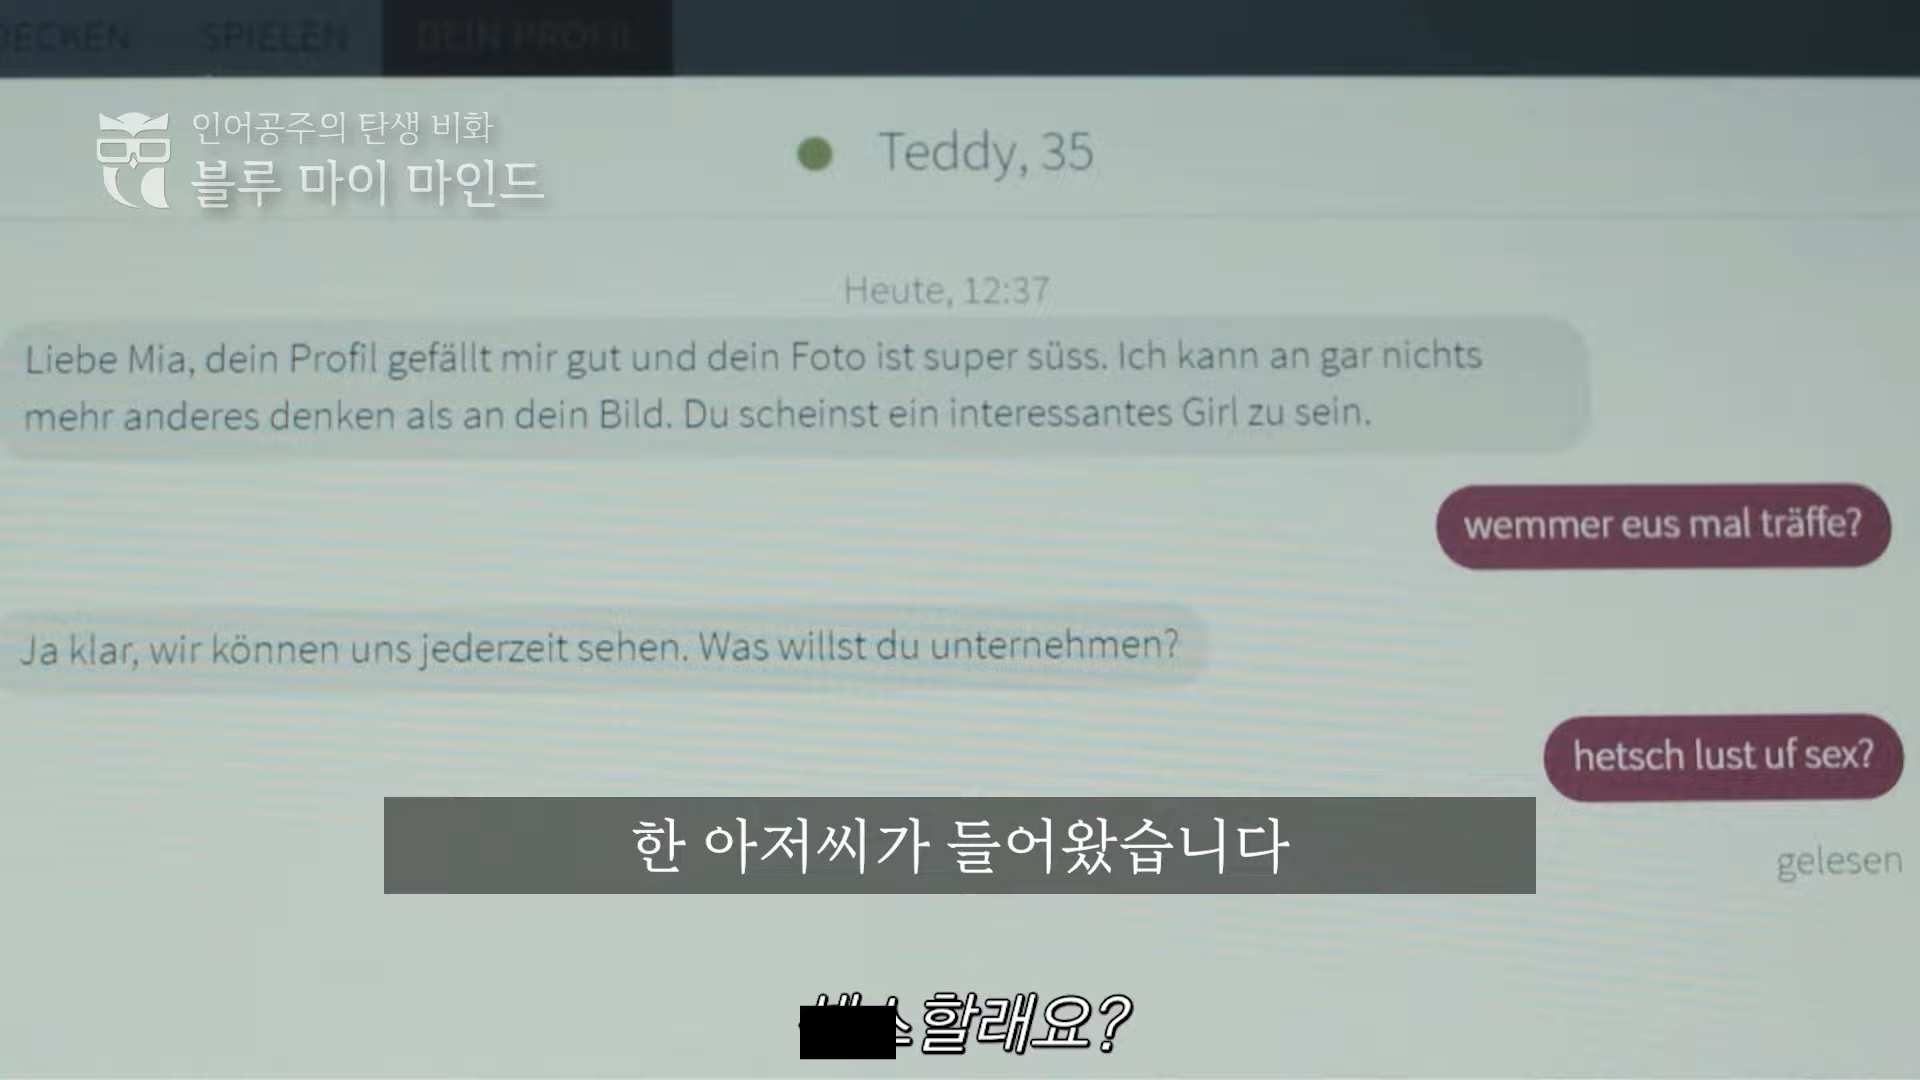 DECKEN SPIELEN DEIN PROFIL
인어공주의 탄생 비화
블루 마이 마인드
Teddy, 35
Heute, 12:37
Liebe Mia, dein Profil gefällt mir gut und dein Foto ist super süss. Ich kann an gar nichts
mehr anderes denken als an dein Bild. Du scheinst ein interessantes Girl zu sein.
wemmer eus mal träffe?
Ja klar, wir können uns jederzeit sehen. Was willst du unternehmen?
hetsch lust uf sex?
gelesen
한 아저씨가 들어왔습니다
할래요?